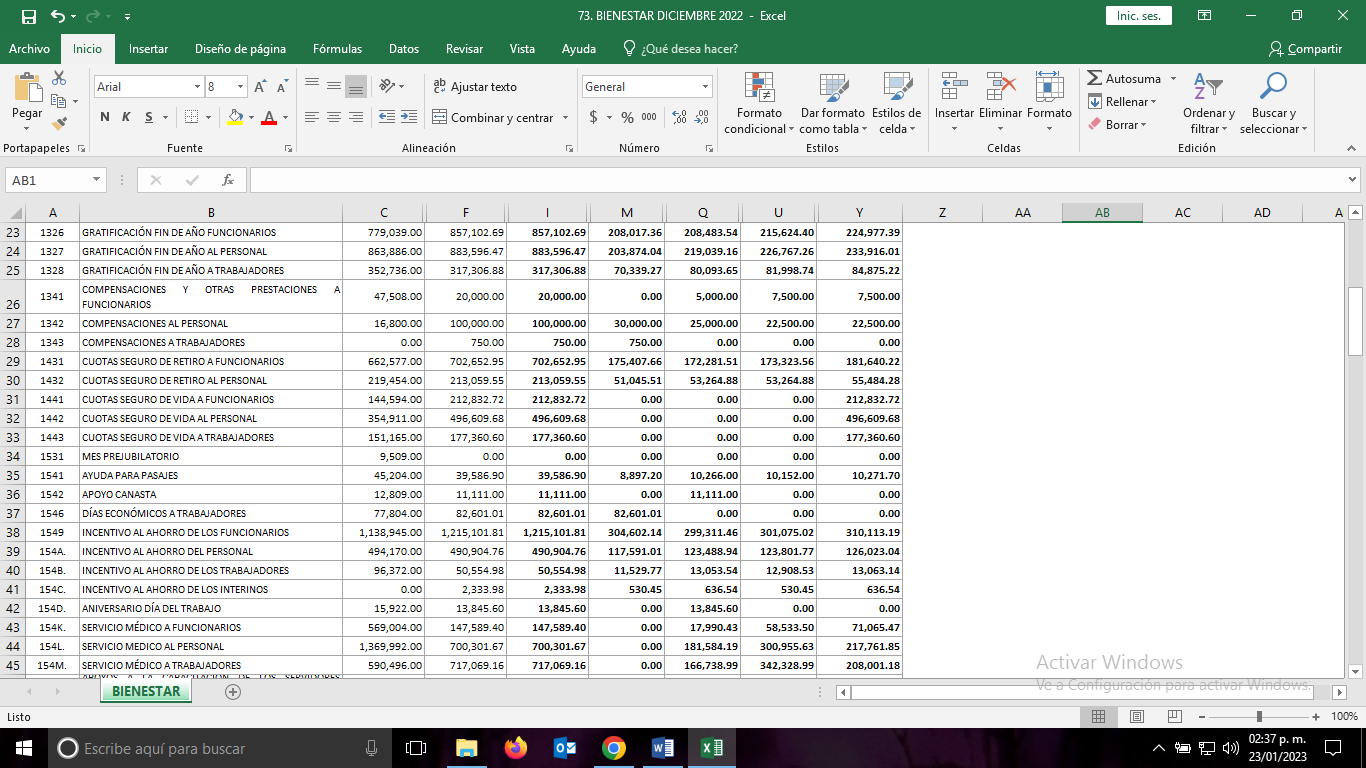 73. BIENESTAR DICIEMBRE 2022 - Excel
Inic. ses.
Archivo Inicio Insertar Diseño de página Fórmulas Datos Revisar Vista Ayuda ¿Qué desea hacer? Compartir
Pegar
Arial 8
N K S
Ajustar texto
Combinar y centrar
General
$ % 000
Formato condicional
Dar formato como tabla
Estilos de celda
Insertar Eliminar Formato
Autosuma
Rellenar
Borrar
Ordenar y filtrar
Buscar y seleccionar
Portapapeles Fuente Alineación Número Estilos Celdas Edición
AB1 fx
A B C F I M Q U Y Z AA AB AC AD A
23 1326 GRATIFICACIÓN FIN DE AÑO FUNCIONARIOS 779,039.00 857,102.69 857,102.69 208,017.36 208,483.54 215,624.40 224,977.39
24 1327 GRATIFICACIÓN FIN DE AÑO AL PERSONAL 863,886.00 883,596.47 883,596.47 203,874.04 219,039.16 226,767.26 233,916.01
25 1328 GRATIFICACIÓN FIN DE AÑO A TRABAJADORES 352,736.00 317,306.88 317,306.88 70,339.27 80,093.65 81,998.74 84,875.22
26 1341 COMPENSACIONES Y OTRAS PRESTACIONES A FUNCIONARIOS 47,508.00 20,000.00 20,000.00 0.00 5,000.00 7,500.00 7,500.00
27 1342 COMPENSACIONES AL PERSONAL 16,800.00 100,000.00 100,000.00 30,000.00 25,000.00 22,500.00 22,500.00
28 1343 COMPENSACIONES A TRABAJADORES 0.00 750.00 750.00 750.00 0.00 0.00 0.00
29 1431 CUOTAS SEGURO DE RETIRO A FUNCIONARIOS 662,577.00 702,652.95 702,652.95 175,407.66 172,281.51 173,323.56 181,640.22
30 1432 CUOTAS SEGURO DE RETIRO AL PERSONAL 219,454.00 213,059.55 213,059.55 51,045.51 53,264.88 53,264.88 55,484.28
31 1441 CUOTAS SEGURO DE VIDA A FUNCIONARIOS 144,594.00 212,832.72 212,832.72 0.00 0.00 0.00 212,832.72
32 1442 CUOTAS SEGURO DE VIDA AL PERSONAL 354,911.00 496,609.68 496,609.68 0.00 0.00 0.00 496,609.68
33 1443 CUOTAS SEGURO DE VIDA A TRABAJADORES 151,165.00 177,360.60 177,360.60 0.00 0.00 0.00 177,360.60
34 1531 MES PREJUBILATORIO 9,509.00 0.00 0.00 0.00 0.00 0.00 0.00
35 1541 AYUDA PARA PASAJES 45,204.00 39,586.90 39,586.90 8,897.20 10,266.00 10,152.00 10,271.70
36 1542 APOYO CANASTA 12,809.00 11,111.00 11,111.00 0.00 11,111.00 0.00 0.00
37 1546 DÍAS ECONÓMICOS A TRABAJADORES 77,804.00 82,601.01 82,601.01 82,601.01 0.00 0.00 0.00
38 1549 INCENTIVO AL AHORRO DE LOS FUNCIONARIOS 1,138,945.00 1,215,101.81 1,215,101.81 304,602.14 299,311.46 301,075.02 310,113.19
39 154A. INCENTIVO AL AHORRO DEL PERSONAL 494,170.00 490,904.76 490,904.76 117,591.01 123,488.94 123,801.77 126,023.04
40 154B. INCENTIVO AL AHORRO DE LOS TRABAJADORES 96,372.00 50,554.98 50,554.98 11,529.77 13,053.54 12,908.53 13,063.14
41 154C. INCENTIVO AL AHORRO DE LOS INTERINOS 0.00 2,333.98 2,333.98 530.45 636.54 530.45 636.54
42 154D. ANIVERSARIO DÍA DEL TRABAJO 15,922.00 13,845.60 13,845.60 0.00 13,845.60 0.00 0.00
43 154K. SERVICIO MÉDICO A FUNCIONARIOS 569,004.00 147,589.40 147,589.40 0.00 17,990.43 58,533.50 71,065.47
44 154L. SERVICIO MEDICO AL PERSONAL 1,369,992.00 700,301.67 700,301.67 0.00 181,584.19 300,955.63 217,761.85
45 154M. SERVICIO MÉDICO A TRABAJADORES 590,496.00 717,069.16 717,069.16 0.00 166,738.99 342,328.99 208,001.18
APOYOS A LA CAPACITACION DE LOS SERVIDORES
Activar Windows
Ve a Configuración para activar Windows.
BIENESTAR
Listo 100%
Escribe aquí para buscar
02:37 p. m.
23/01/2023